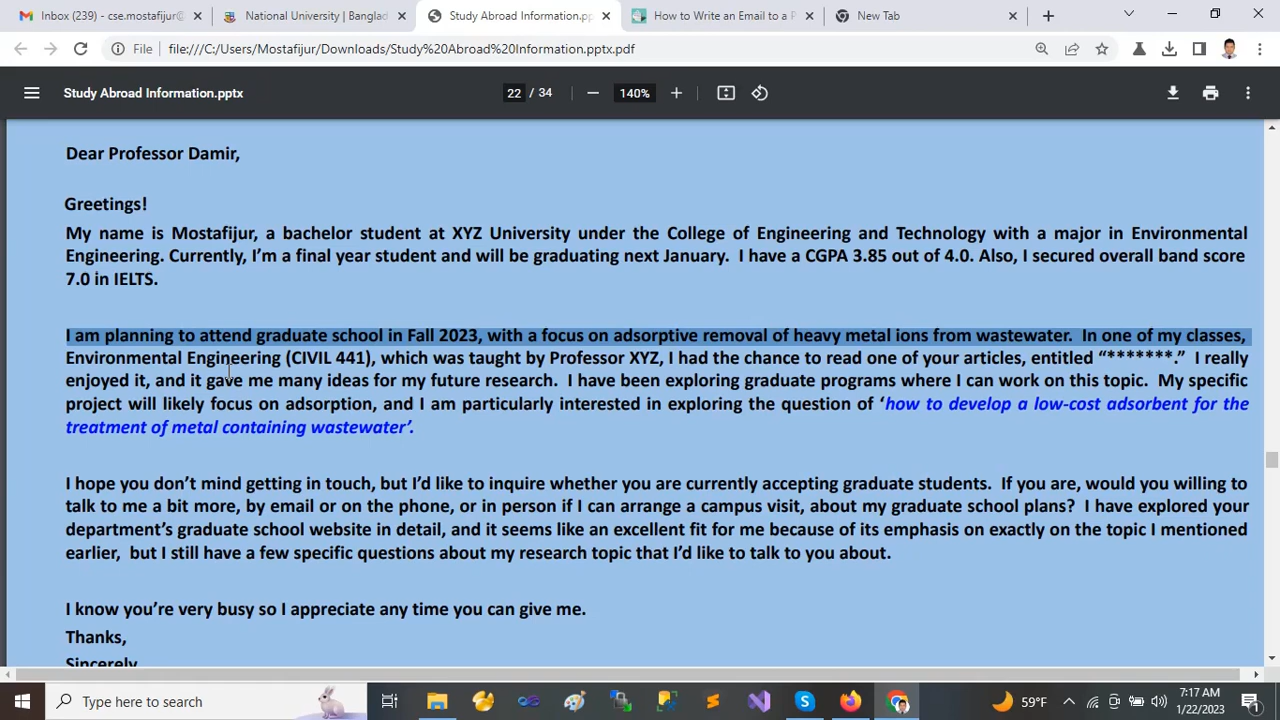 Inbox (239) - cse.mostafijur@
National University | Banglad
Study Abroad Information.pptx.p
How to Write an Email to a P
New Tab
File
file:///C:/Users/Mostafijur/Downloads/Study%20Abroad%20Information.pptx.pdf
Study Abroad Information.pptx
22 / 34
140%
Dear Professor Damir,
Greetings!
My name is Mostafijur, a bachelor student at XYZ University under the College of Engineering and Technology with a major in Environmental
Engineering. Currently, I'm a final year student and will be graduating next January. I have a CGPA 3.85 out of 4.0. Also, I secured overall band score
7.0 in IELTS.
I am planning to attend graduate school in Fall 2023, with a focus on adsorptive removal of heavy metal ions from wastewater. In one of my classes,
Environmental Engineering (CIVIL 441), which was taught by Professor XYZ, I had the chance to read one of your articles, entitled “*******.” I really
enjoyed it, and it gave me many ideas for my future research. I have been exploring graduate programs where I can work on this topic. My specific
project will likely focus on adsorption, and I am particularly interested in exploring the question of ‘how to develop a low-cost adsorbent for the
treatment of metal containing wastewater’.
I hope you don’t mind getting in touch, but I’d like to inquire whether you are currently accepting graduate students. If you are, would you willing to
talk to me a bit more, by email or on the phone, or in person if I can arrange a campus visit, about my graduate school plans? I have explored your
department’s graduate school website in detail, and it seems like an excellent fit for me because of its emphasis on exactly on the topic I mentioned
earlier, but I still have a few specific questions about my research topic that I’d like to talk to you about.
I know you’re very busy so I appreciate any time you can give me.
Thanks,
Sincerely
Type here to search
59°F
7:17 AM
1/22/2023
1